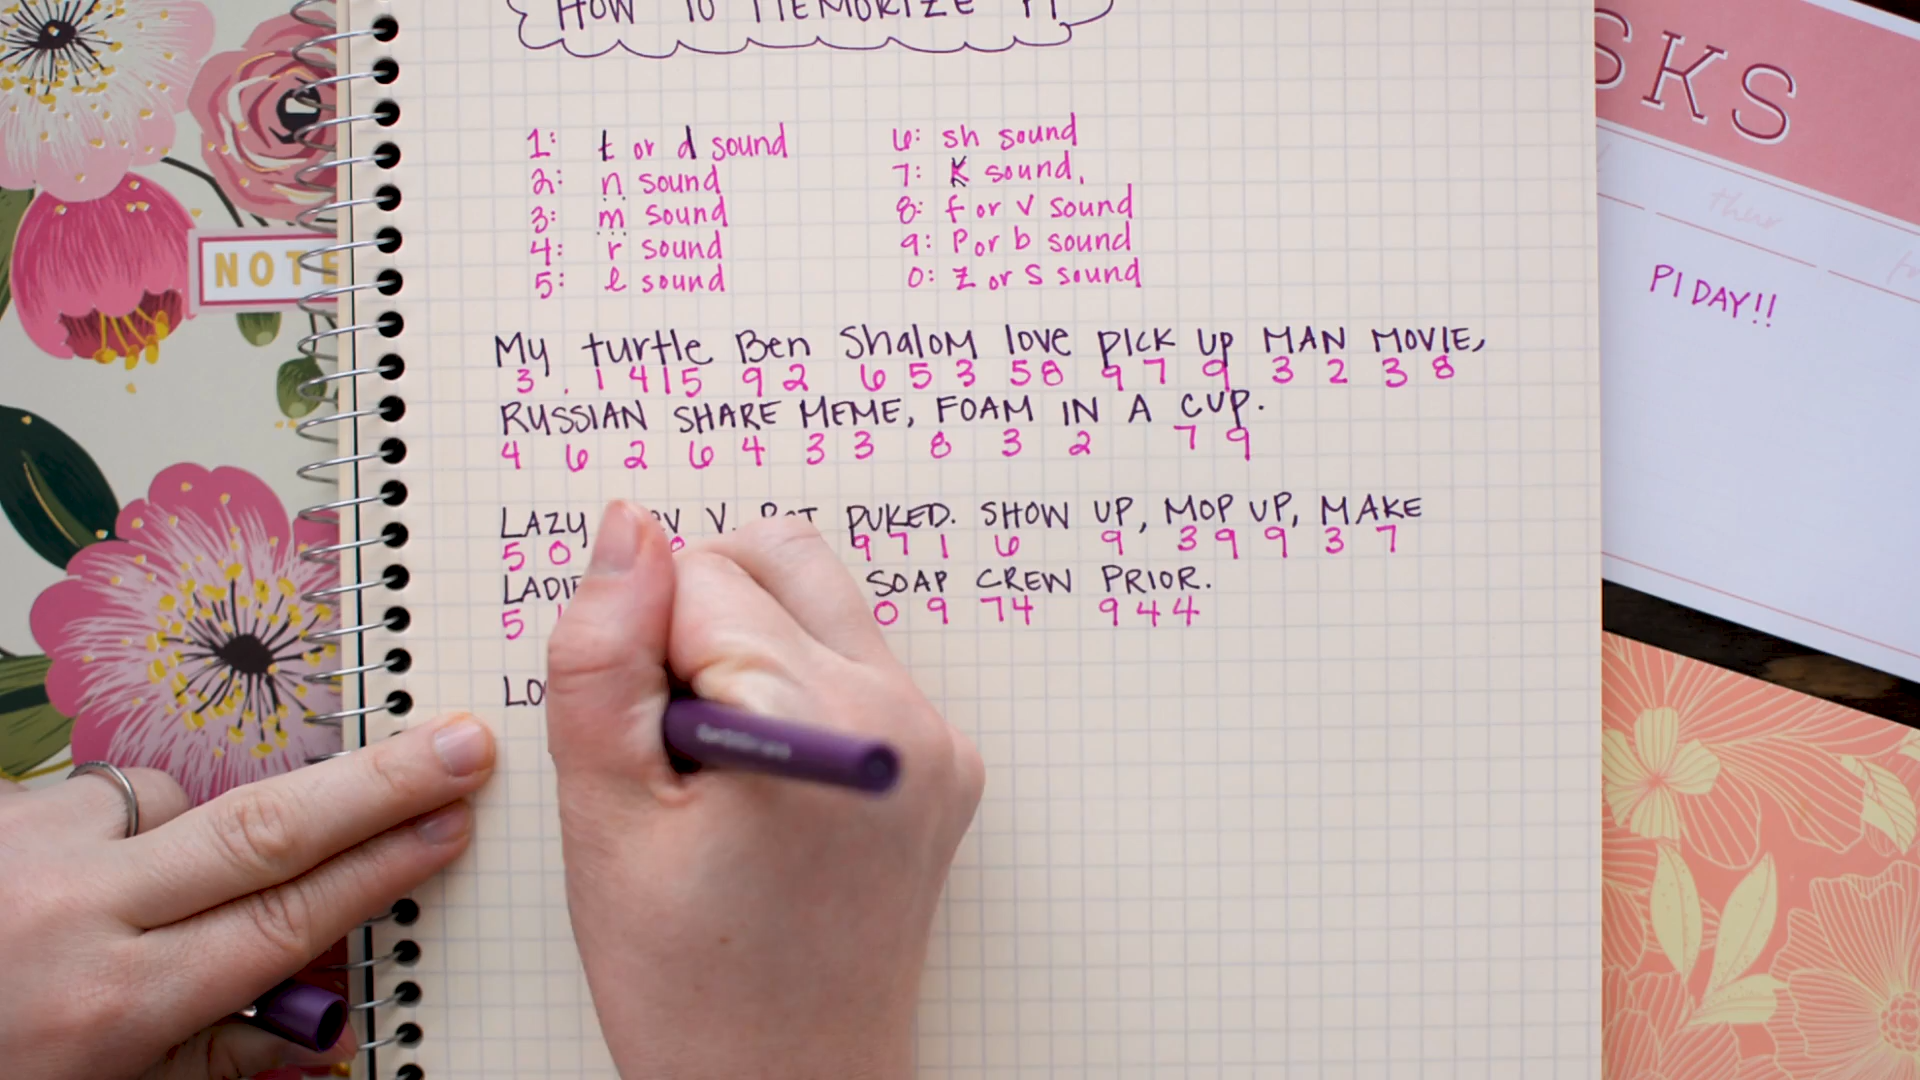 HOW TO MEMORIZE PI
1: t or d sound
2: n sound
3: m sound
4: r sound
5: l sound
6: sh sound
7: K sound,
8: f or v sound
9: P or b sound
0: Z or S sound
My turtle Ben Shalom love PICK UP MAN MOVIE,
3 . 1 4 1 5 9 2 6 5 3 5 8 9 7 9 3 2 3 8
RUSSIAN SHARE MEME, FOAM IN A CUP.
4 6 2 6 4 3 3 8 3 2 7 9
LAZY V. PUKED. SHOW UP, MOP UP, MAKE
5 0 9 7 1 6 9 3 9 9 3 7
SOAP CREW PRIOR.
5 0 9 7 4 9 4 4
NOTE
SKS
thur
PI DAY!!